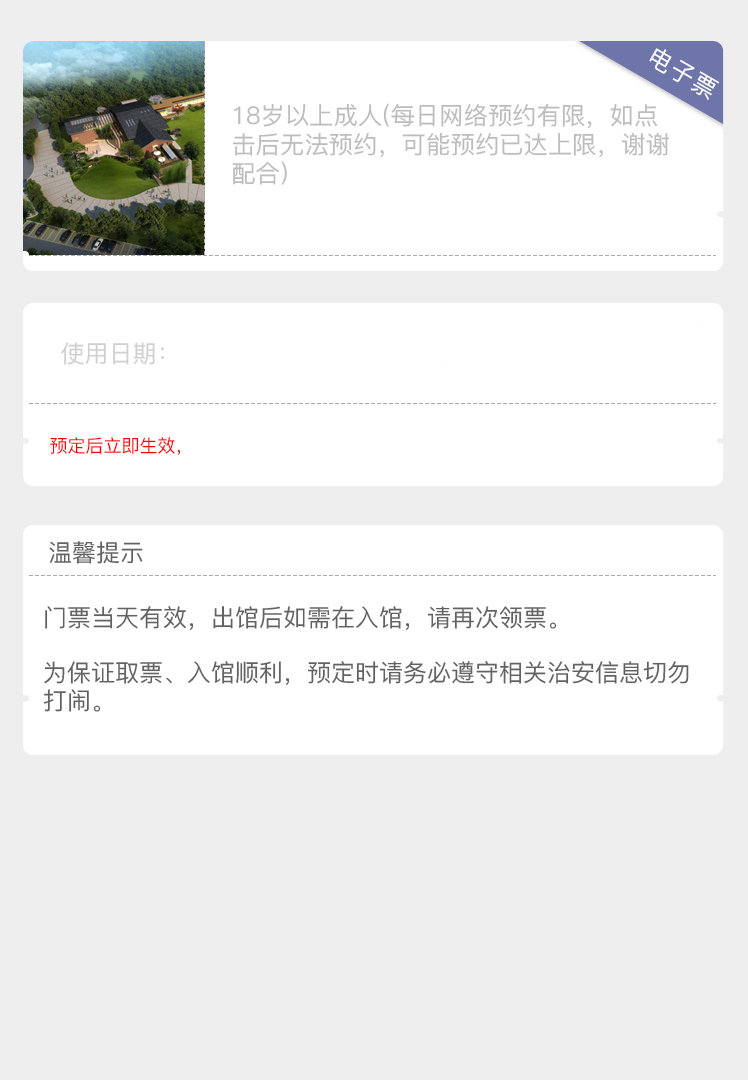 电子票
18岁以上成人(每日网络预约有限，如点
击后无法预约，可能预约已达上限，谢谢
配合)
使用日期：
预定后立即生效，
温馨提示
门票当天有效，出馆后如需在入馆，请再次领票。
为保证取票、入馆顺利，预定时请务必遵守相关治安信息切勿
打闹。